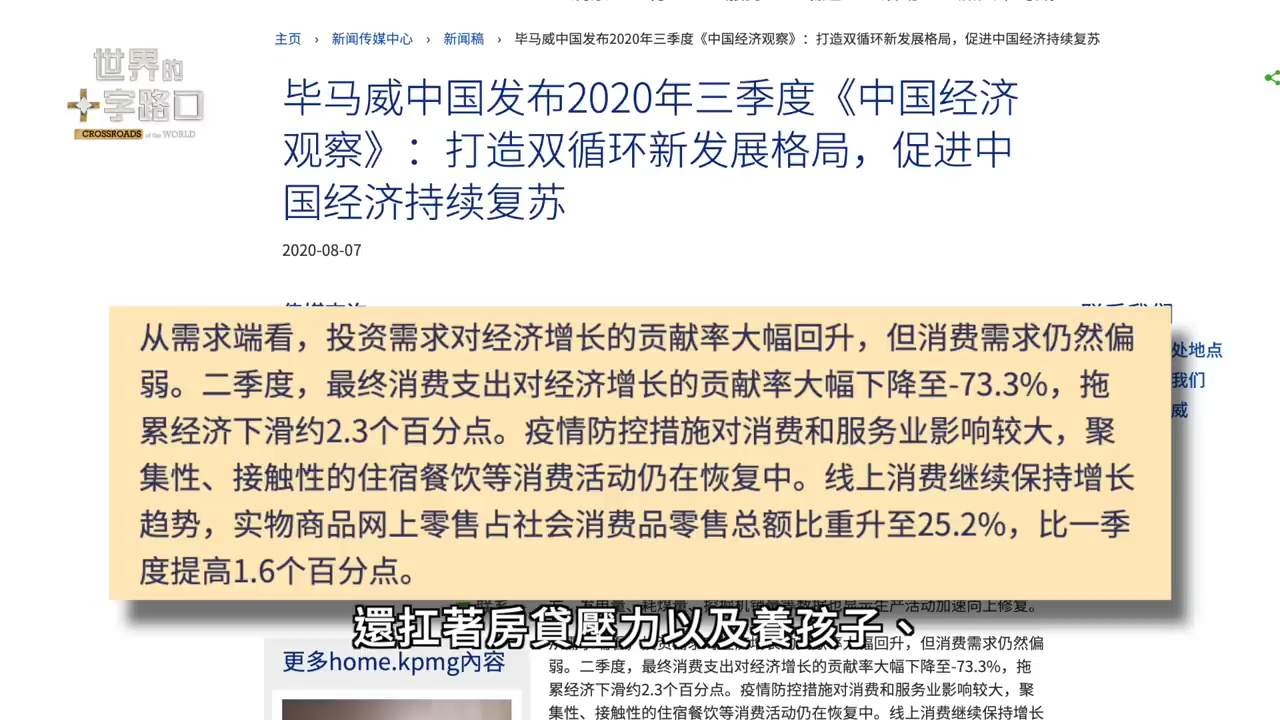 主页 › 新闻传媒中心 › 新闻稿 › 毕马威中国发布2020年三季度《中国经济观察》：打造双循环新发展格局，促进中国经济持续复苏
世界的
十字路口
CROSSROADS of the WORLD
毕马威中国发布2020年三季度《中国经济
观察》：打造双循环新发展格局，促进中
国经济持续复苏
2020-08-07
从需求端看，投资需求对经济增长的贡献率大幅回升，但消费需求仍然偏
弱。二季度，最终消费支出对经济增长的贡献率大幅下降至-73.3%，拖
累经济下滑约2.3个百分点。疫情防控措施对消费和服务业影响较大，聚
集性、接触性的住宿餐饮等消费活动仍在恢复中。线上消费继续保持增长
趋势，实物商品网上零售占社会消费品零售总额比重升至25.2%，比一季
度提高1.6个百分点。
处地点
我们
威
還扛著房貸壓力以及養孩子、
更多home.kpmg內容
贡献率大幅回升，但消费需求仍然偏
弱。二季度，最终消费支出对经济增长的贡献率大幅下降至-73.3%，拖
累经济下滑约2.3个百分点。疫情防控措施对消费和服务业影响较大，聚
集性、接触性的住宿餐饮等消费活动仍在恢复中。线上消费继续保持增长